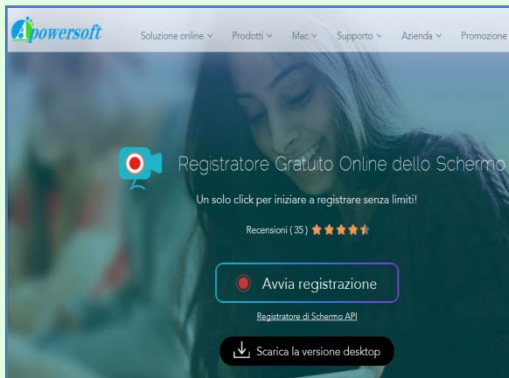 Apowersoft
Soluzione online Prodotti Mac Supporto Azienda Promozione
Registratore Gratuito Online dello Schermo
Un solo click per iniziare a registrare senza limiti!
Recensioni ( 35 )
Avvia registrazione
Registratore di Schermo API
Scarica la versione desktop